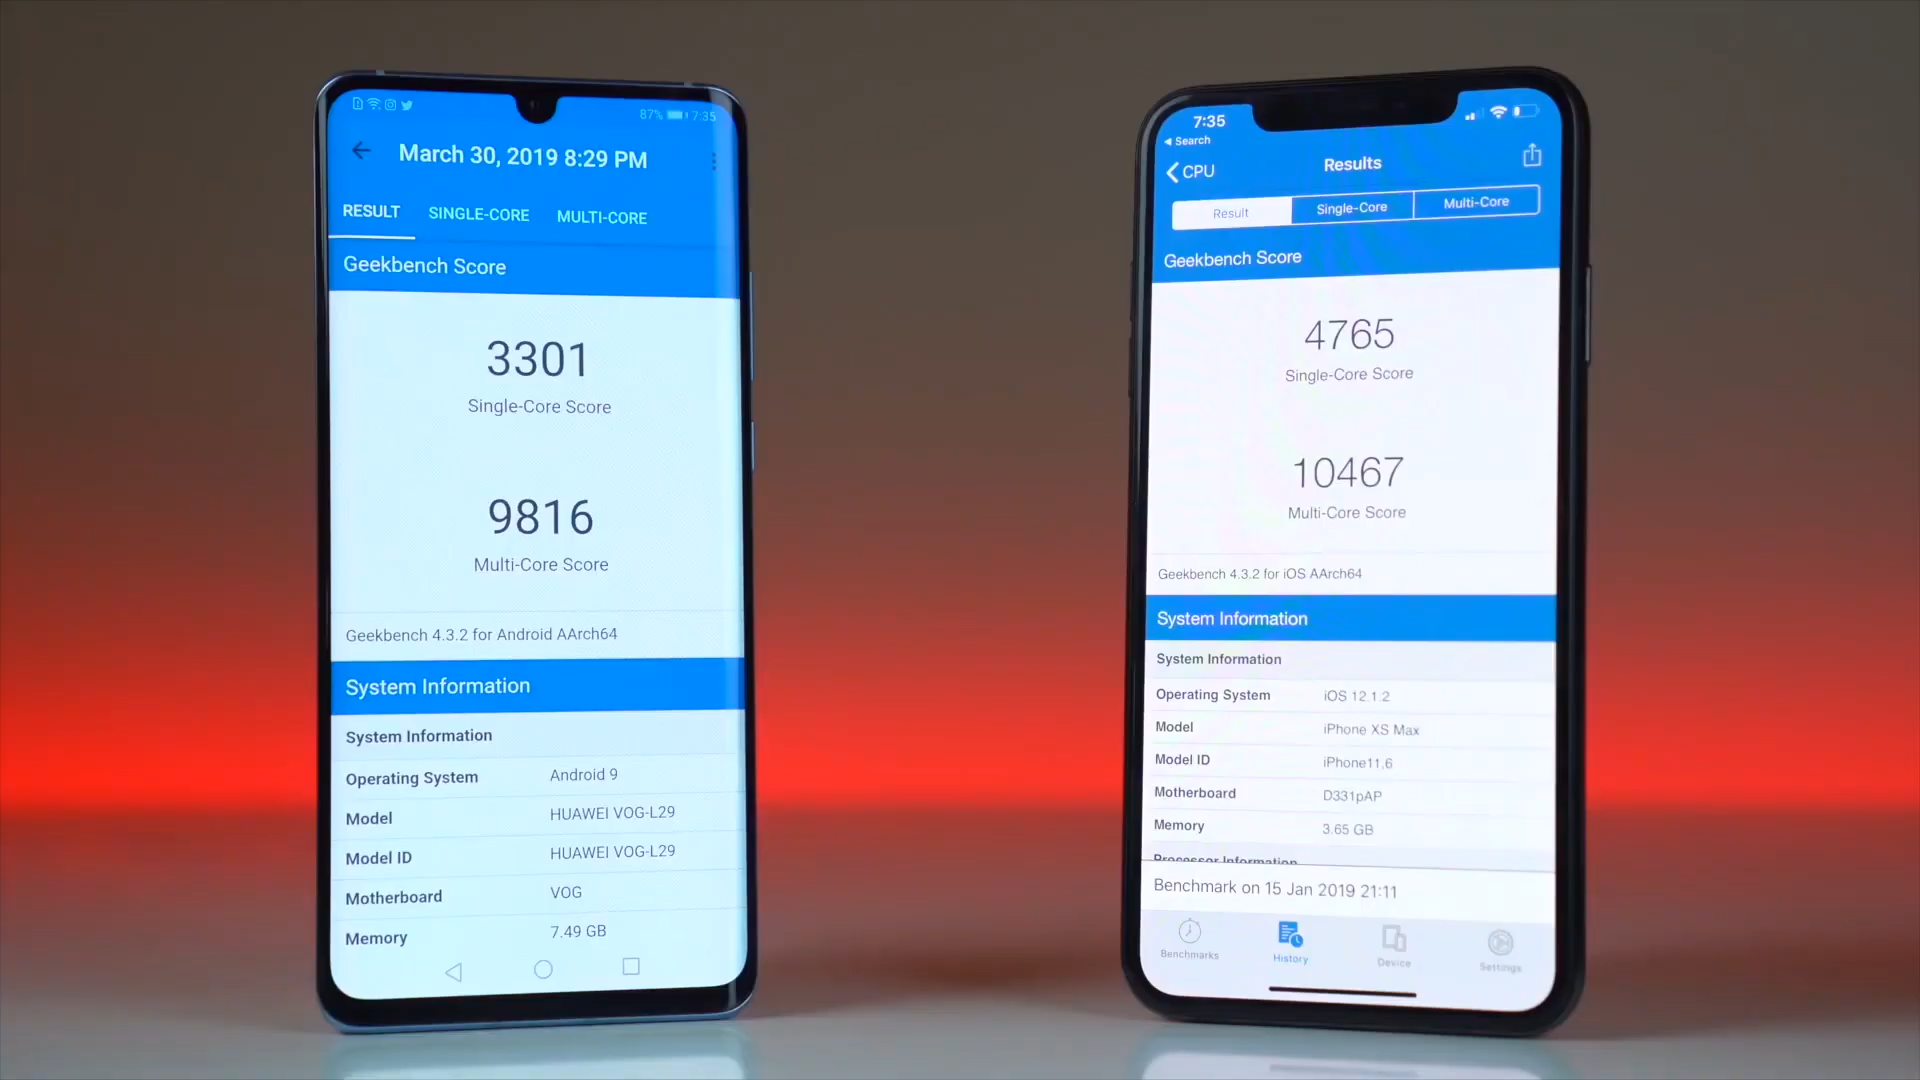 87% 7:35
March 30, 2019 8:29 PM
RESULT SINGLE-CORE MULTI-CORE
Geekbench Score
3301
Single-Core Score
9816
Multi-Core Score
Geekbench 4.3.2 for Android AArch64
System Information
System Information
Operating System Android 9
Model HUAWEI VOG-L29
Model ID HUAWEI VOG-L29
Motherboard VOG
Memory 7.49 GB
7:35
Search
CPU Results
Result Single-Core Multi-Core
Geekbench Score
4765
Single-Core Score
10467
Multi-Core Score
Geekbench 4.3.2 for iOS AArch64
System Information
System Information
Operating System iOS 12.1.2
Model iPhone XS Max
Model ID iPhone11,6
Motherboard D331pAP
Memory 3.65 GB
Processor Information
Benchmark on 15 Jan 2019 21:11
Benchmarks History Device Settings